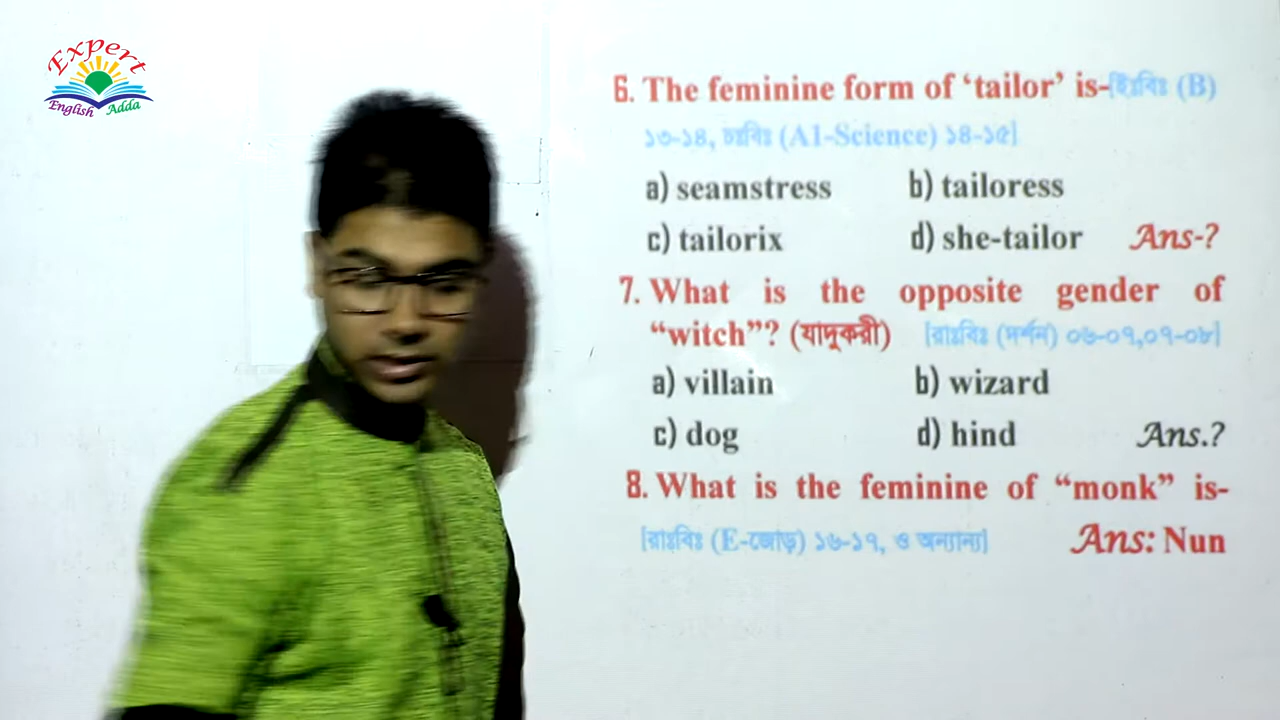 Expert
English Adda
6. The feminine form of ‘tailor’ is-[ইঃবিঃ (B)
১৩-১৪, চঃবিঃ (A1-Science) ১৪-১৫]
a) seamstress b) tailoress
c) tailorix d) she-tailor Ans-?
7. What is the opposite gender of
“witch”? (যাদুকরী) [রাঃবিঃ (দর্শন) ০৬-০৭,০৭-০৮]
a) villain b) wizard
c) dog d) hind Ans.?
8. What is the feminine of “monk” is-
[রাঃবিঃ (E-জোড়) ১৬-১৭, ও অন্যান্য] Ans: Nun